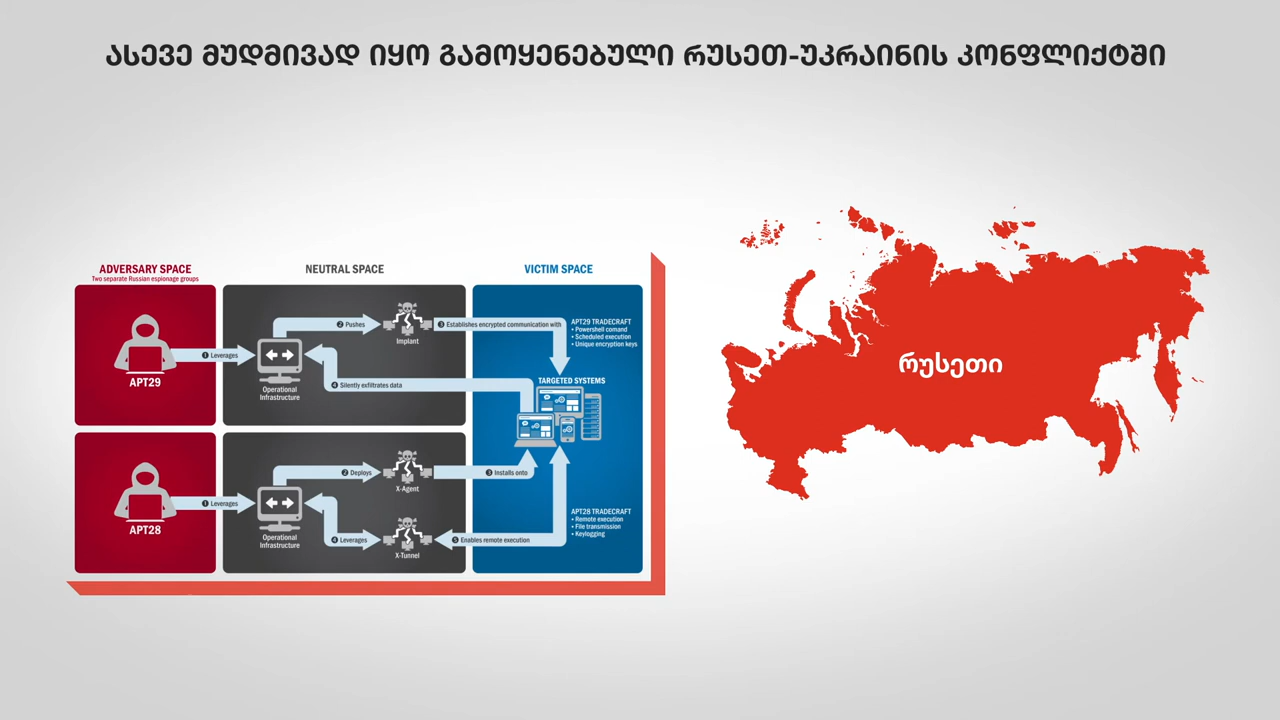 ასევე მუდმივად იყო გამოყენებული რუსეთ-უკრაინის კონფლიქტში
ADVERSARY SPACE
Two separate Russian espionage groups
NEUTRAL SPACE
VICTIM SPACE
APT29
1 Leverages
Operational
Infrastructure
2 Pushes
Implant
3 Establishes encrypted communication with
4 Silently exfiltrates data
APT29 TRADECRAFT
• Powershell comand
• Scheduled execution
• Unique encryption keys
TARGETED SYSTEMS
APT28
1 Leverages
Operational
Infrastructure
2 Deploys
X-Agent
3 Installs onto
4 Leverages
X-Tunnel
5 Enables remote execution
APT28 TRADECRAFT
• Remote execution
• File transmission
• Keylogging
რუსეთი